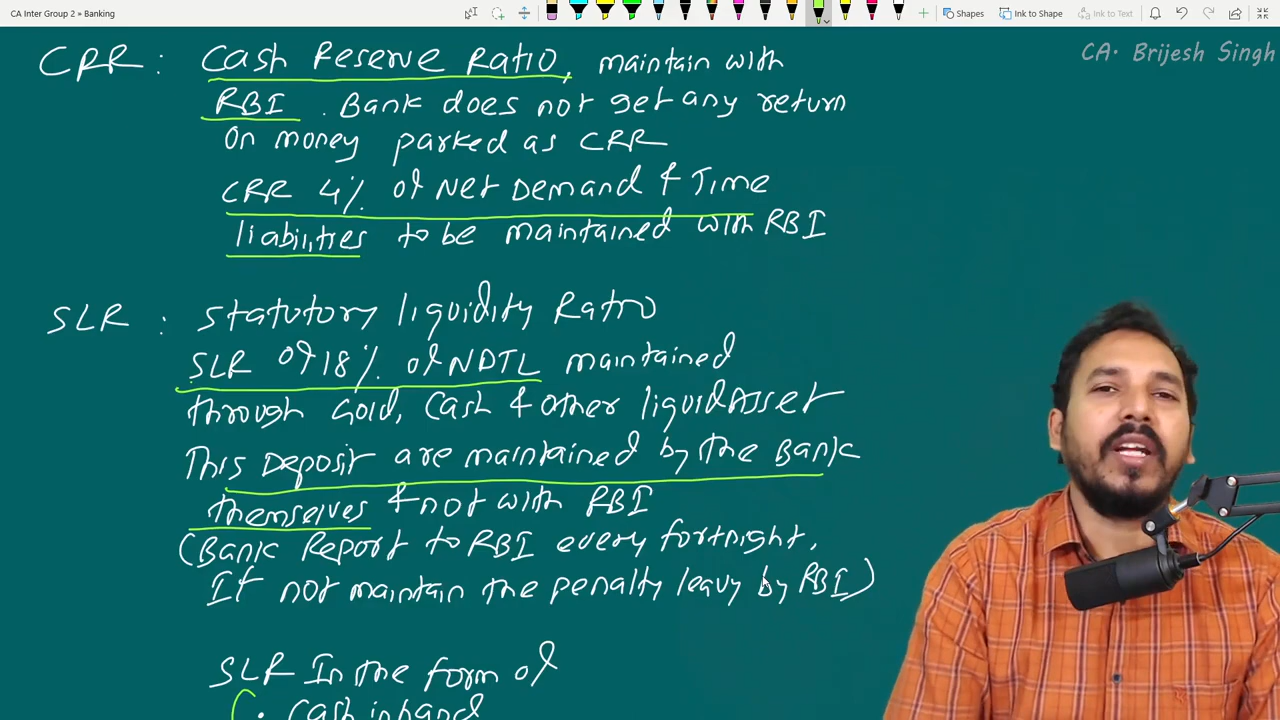 CA Inter Group 2 » Banking
Shapes
Ink to Shape
Ink to Text
CA. Brijesh Singh
CRR : Cash Reserve Ratio, maintain with
RBI. Bank does not get any return
on money parked as CRR
CRR 4% of Net Demand & Time
liabilities to be maintained with RBI
SLR : Statutory liquidity Ratio
SLR of 18% of NDTL maintained
through Gold, Cash & other liquid Asset
This Deposit are maintained by the Bank
themselves & not with RBI
(Bank Report to RBI every fortnight,
If not maintain the penalty leavy by RBI)
SLR In the form of
• Cash inhand